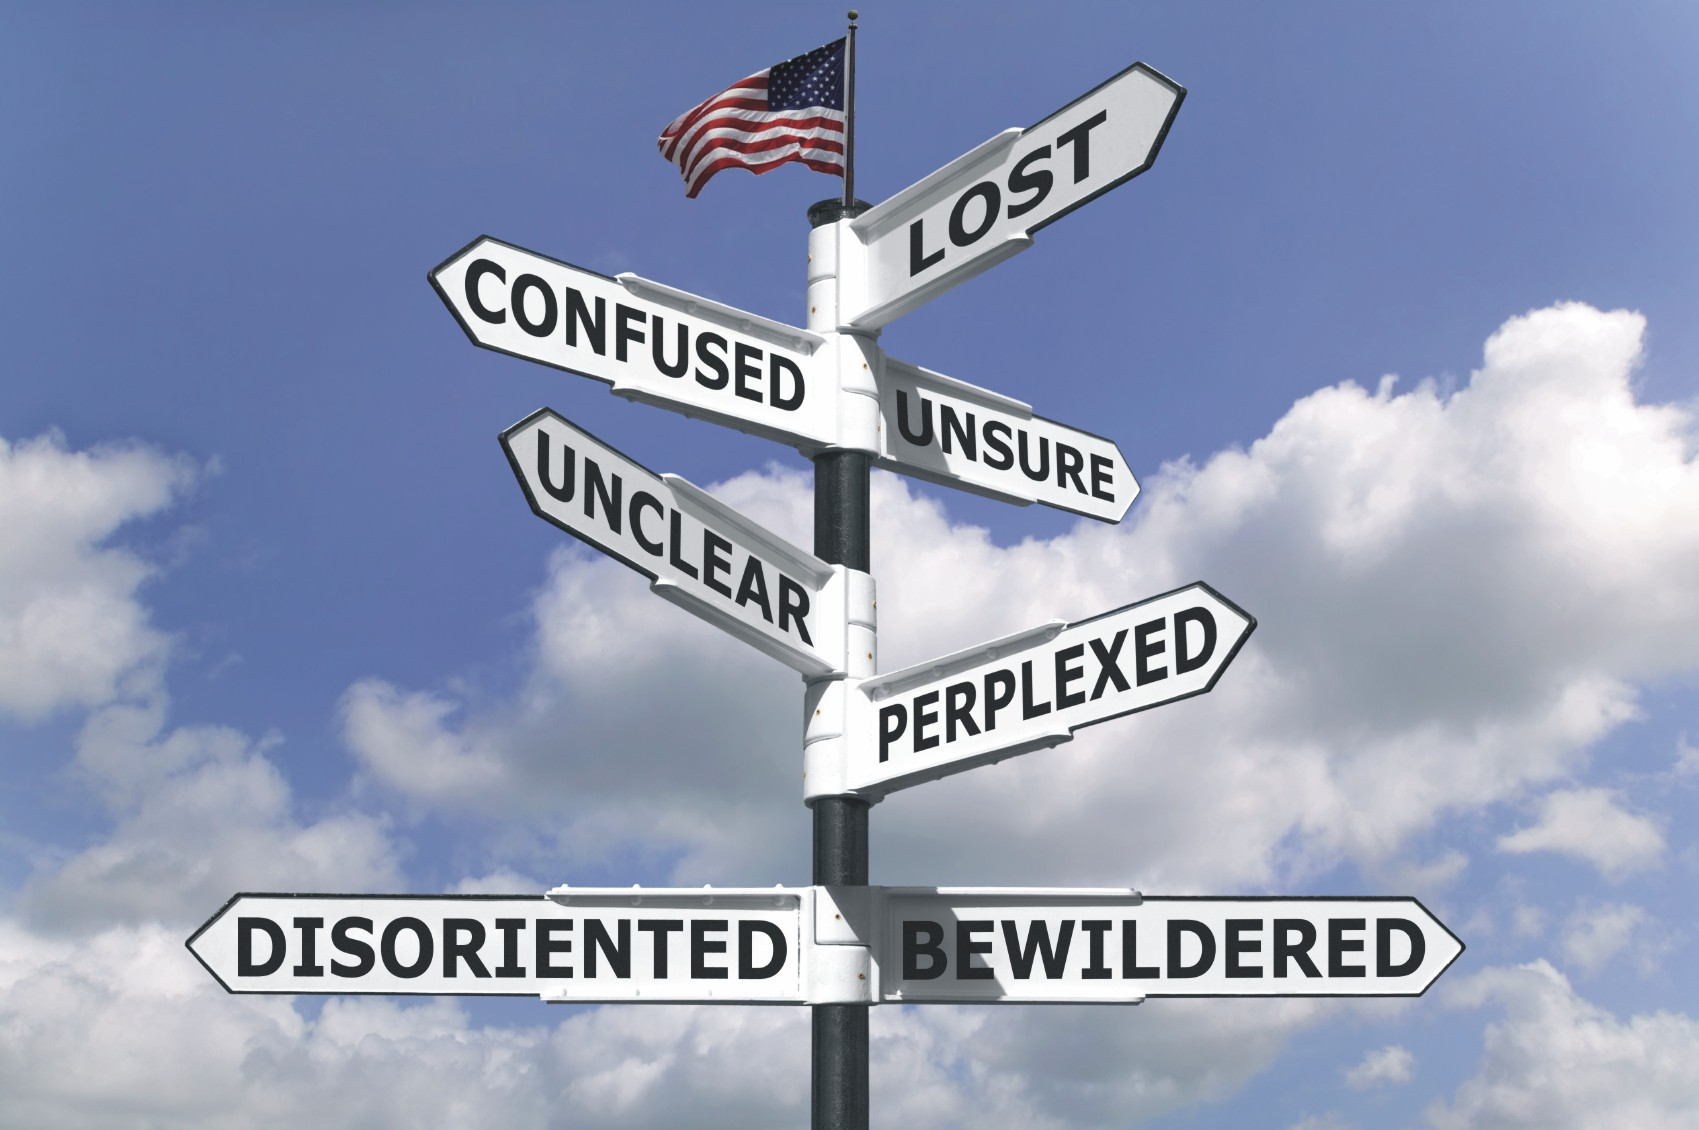 LOST
CONFUSED
UNSURE
UNCLEAR
PERPLEXED
DISORIENTED
BEWILDERED